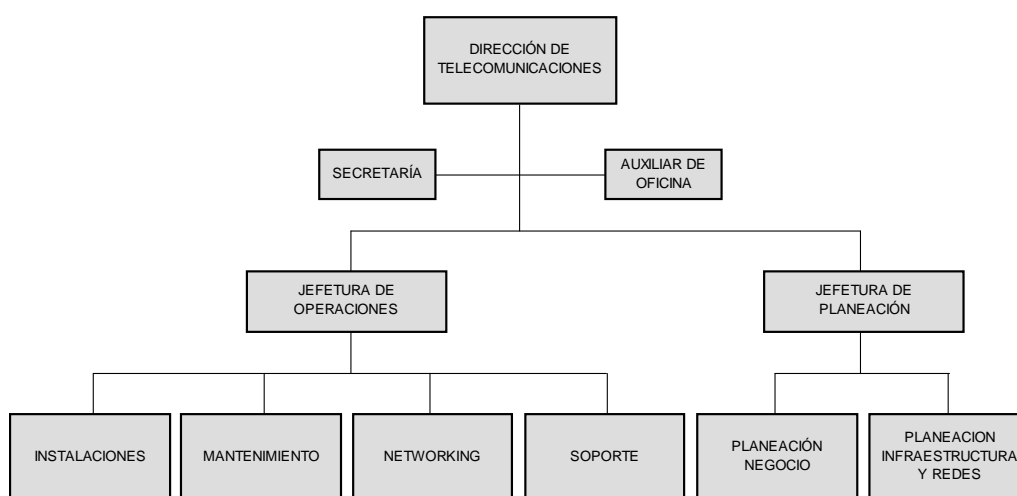 DIRECCIÓN DE
TELECOMUNICACIONES
SECRETARÍA
AUXILIAR DE
OFICINA
JEFETURA DE
OPERACIONES
JEFETURA DE
PLANEACIÓN
INSTALACIONES
MANTENIMIENTO
NETWORKING
SOPORTE
PLANEACIÓN
NEGOCIO
PLANEACION
INFRAESTRUCTURA
Y REDES